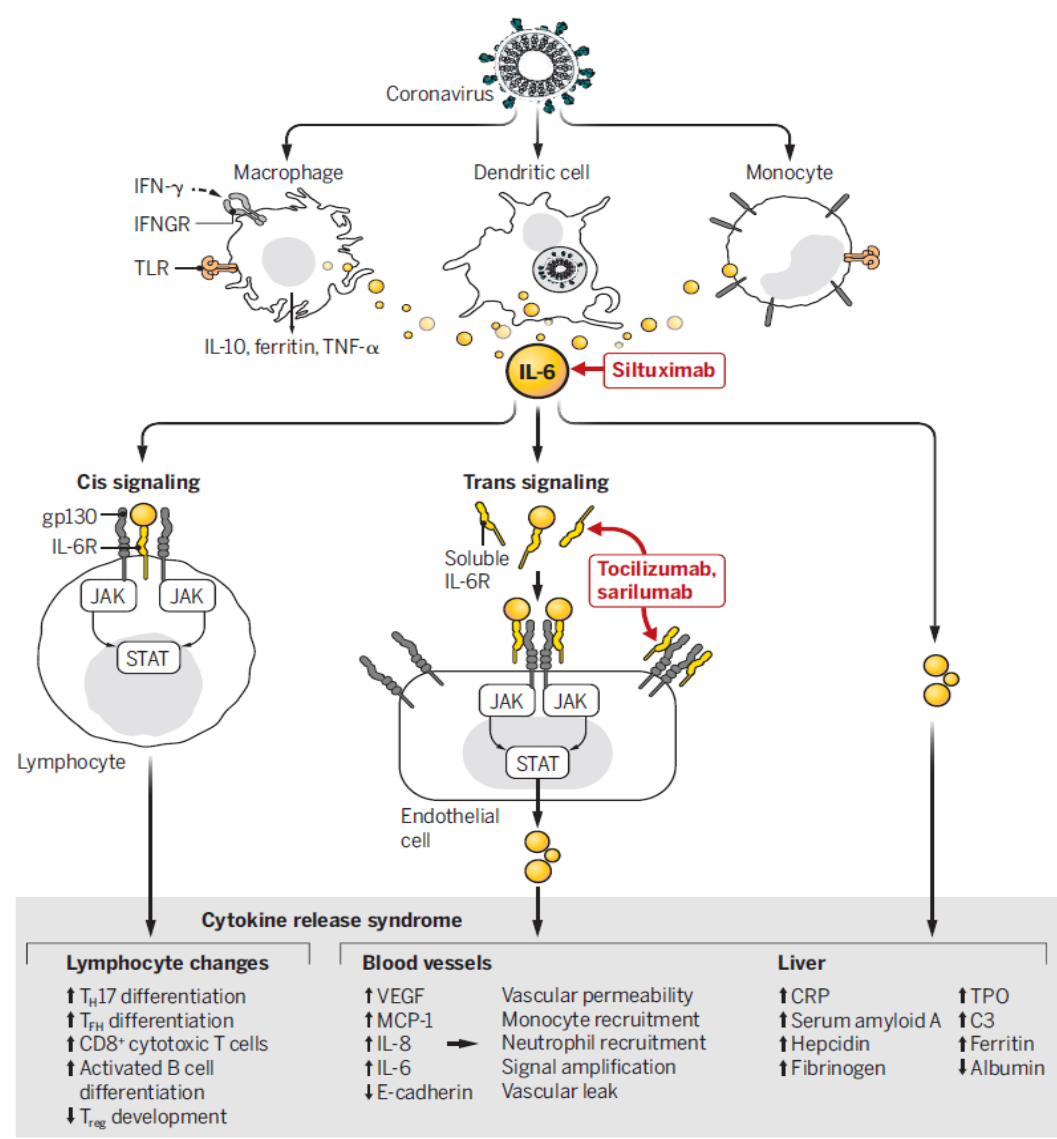 Coronavirus
Macrophage
Dendritic cell
Monocyte
IFN-γ
IFNGR
TLR
IL-10, ferritin, TNF-α
IL-6
Siltuximab
Cis signaling
Trans signaling
gp130
IL-6R
Soluble
IL-6R
Tocilizumab,
sarilumab
JAK JAK
STAT
JAK JAK
STAT
Lymphocyte
Endothelial
cell
Cytokine release syndrome
Lymphocyte changes
⬆ TH17 differentiation
⬆ TFH differentiation
⬆ CD8+ cytotoxic T cells
⬆ Activated B cell
differentiation
⬇ Treg development
Blood vessels
⬆ VEGF Vascular permeability
⬆ MCP-1 Monocyte recruitment
⬆ IL-8 ➡ Neutrophil recruitment
⬆ IL-6 Signal amplification
⬇ E-cadherin Vascular leak
Liver
⬆ CRP ⬆ TPO
⬆ Serum amyloid A ⬆ C3
⬆ Hepcidin ⬆ Ferritin
⬆ Fibrinogen ⬇ Albumin